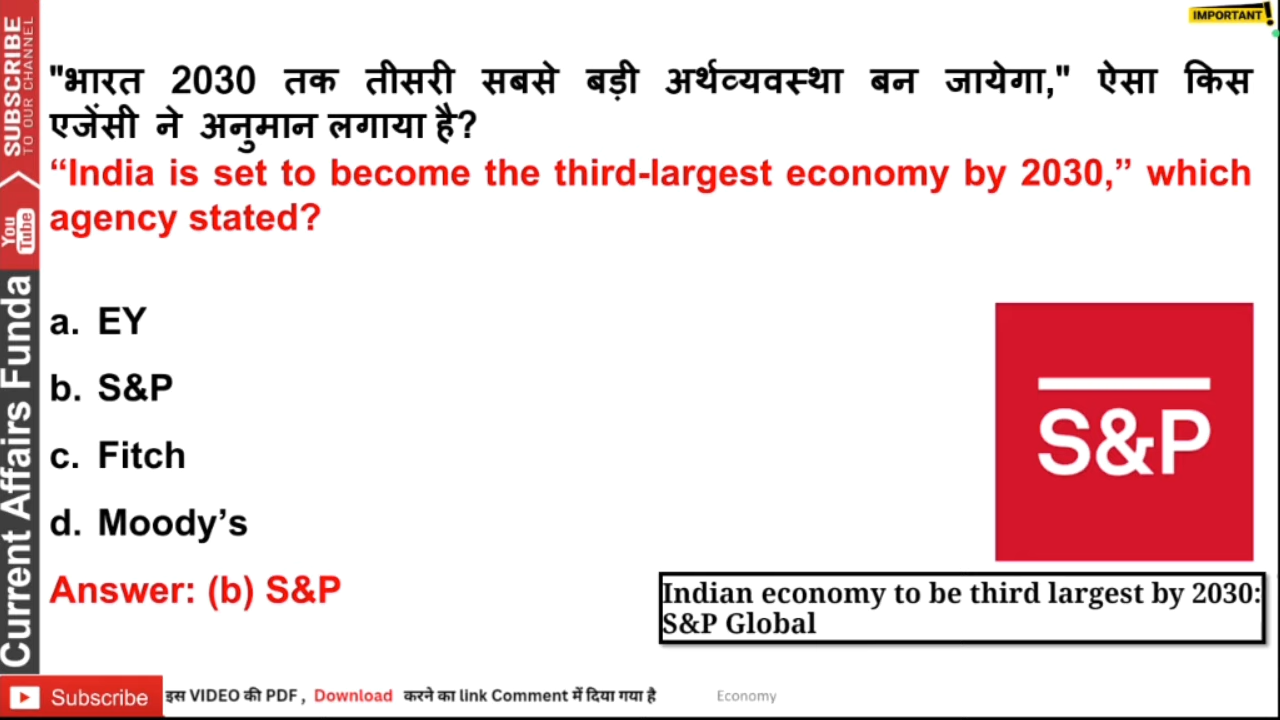 IMPORTANT!
"भारत 2030 तक तीसरी सबसे बड़ी अर्थव्यवस्था बन जायेगा," ऐसा किस
एजेंसी ने अनुमान लगाया है?
“India is set to become the third-largest economy by 2030,” which
agency stated?
a. EY
b. S&P
c. Fitch
d. Moody’s
Answer: (b) S&P
S&P
Indian economy to be third largest by 2030:
S&P Global
SUBSCRIBE
TO OUR CHANNEL
You
Tube
Current Affairs Funda
Subscribe
इस VIDEO की PDF , Download करने का link Comment में दिया गया है
Economy